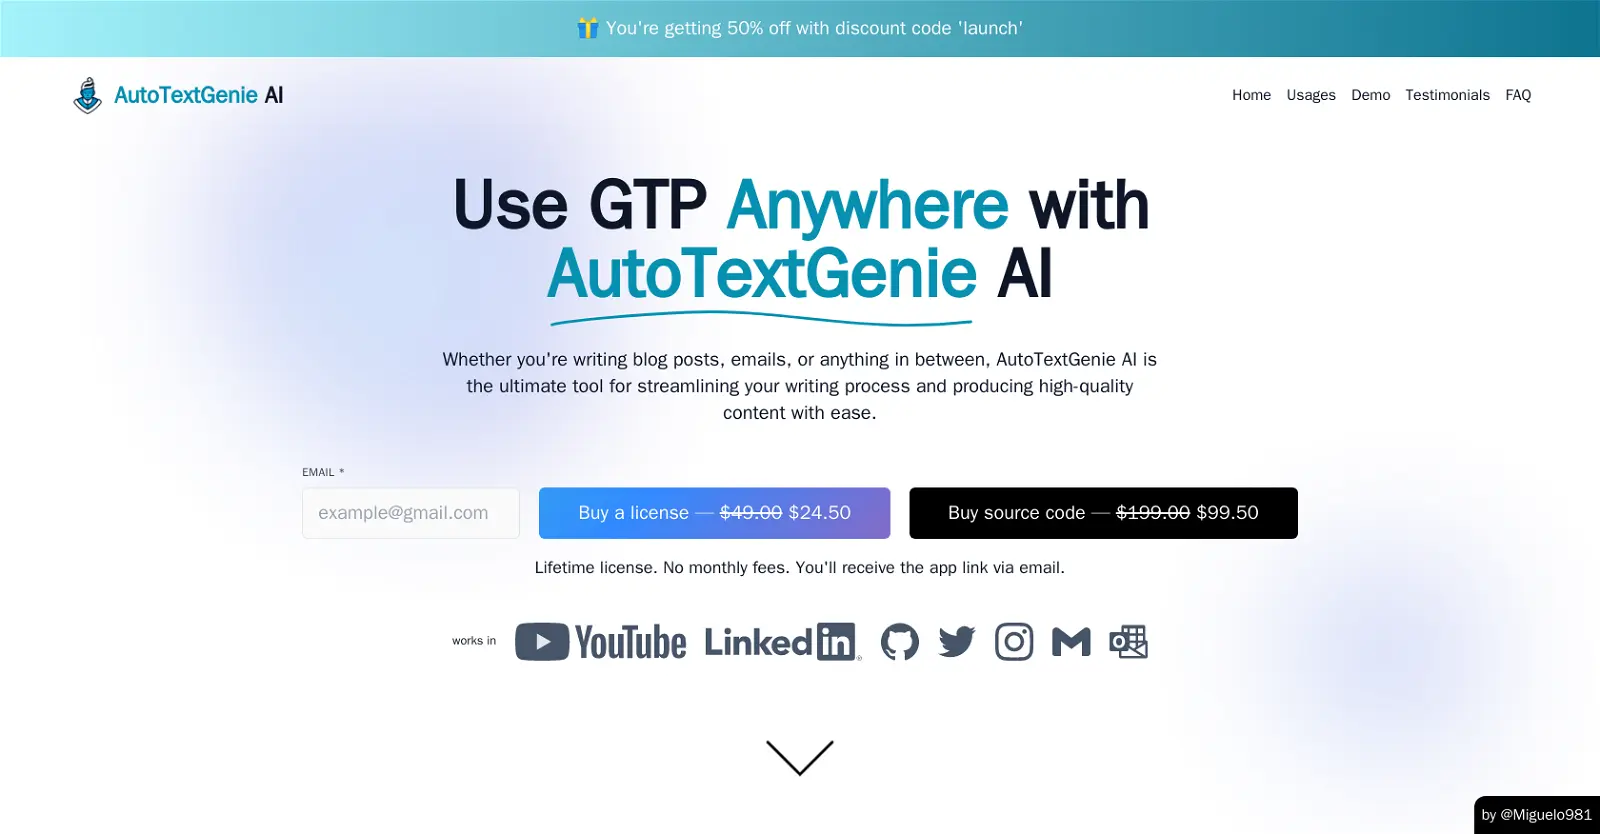 🎁 You're getting 50% off with discount code 'launch'
AutoTextGenie AI
Home Usages Demo Testimonials FAQ
Use GTP Anywhere with
AutoTextGenie AI
Whether you're writing blog posts, emails, or anything in between, AutoTextGenie AI is
the ultimate tool for streamlining your writing process and producing high-quality
content with ease.
EMAIL *
example@gmail.com
Buy a license — $49.00 $24.50
Buy source code — $199.00 $99.50
Lifetime license. No monthly fees. You'll receive the app link via email.
works in YouTube Linked in ®
by @Miguelo981